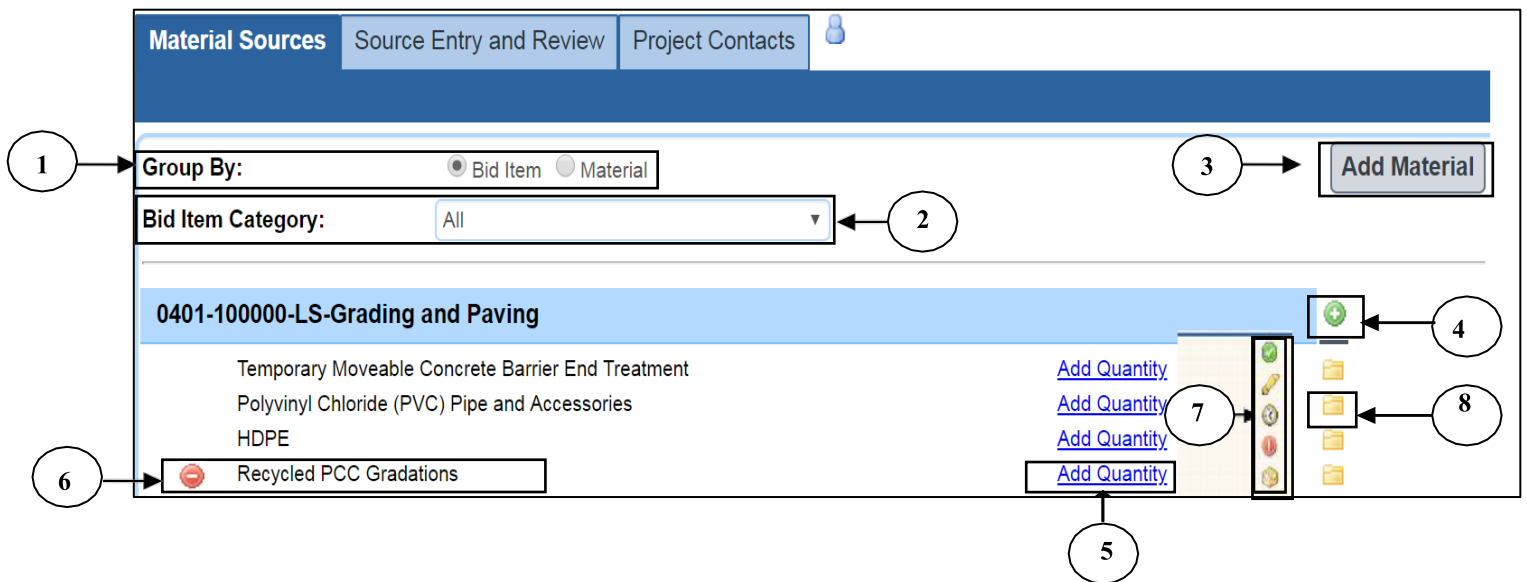 Material Sources Source Entry and Review Project Contacts
1 Group By: Bid Item Material 3 Add Material
Bid Item Category: All 2
0401-100000-LS-Grading and Paving 4
Temporary Moveable Concrete Barrier End Treatment Add Quantity
Polyvinyl Chloride (PVC) Pipe and Accessories Add Quantity 7 8
HDPE Add Quantity
6 Recycled PCC Gradations Add Quantity
5